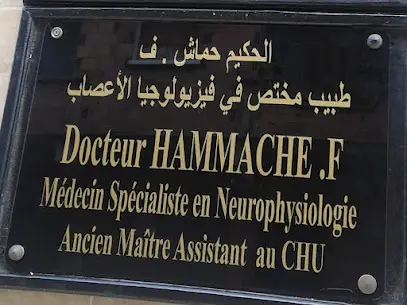 الحكيم حماش . ف
طبيب مختص في فيزيولوجيا الأعصاب
Docteur HAMMACHE .F
Médecin Spécialiste en Neurophysiologie
Ancien Maître Assistant au CHU